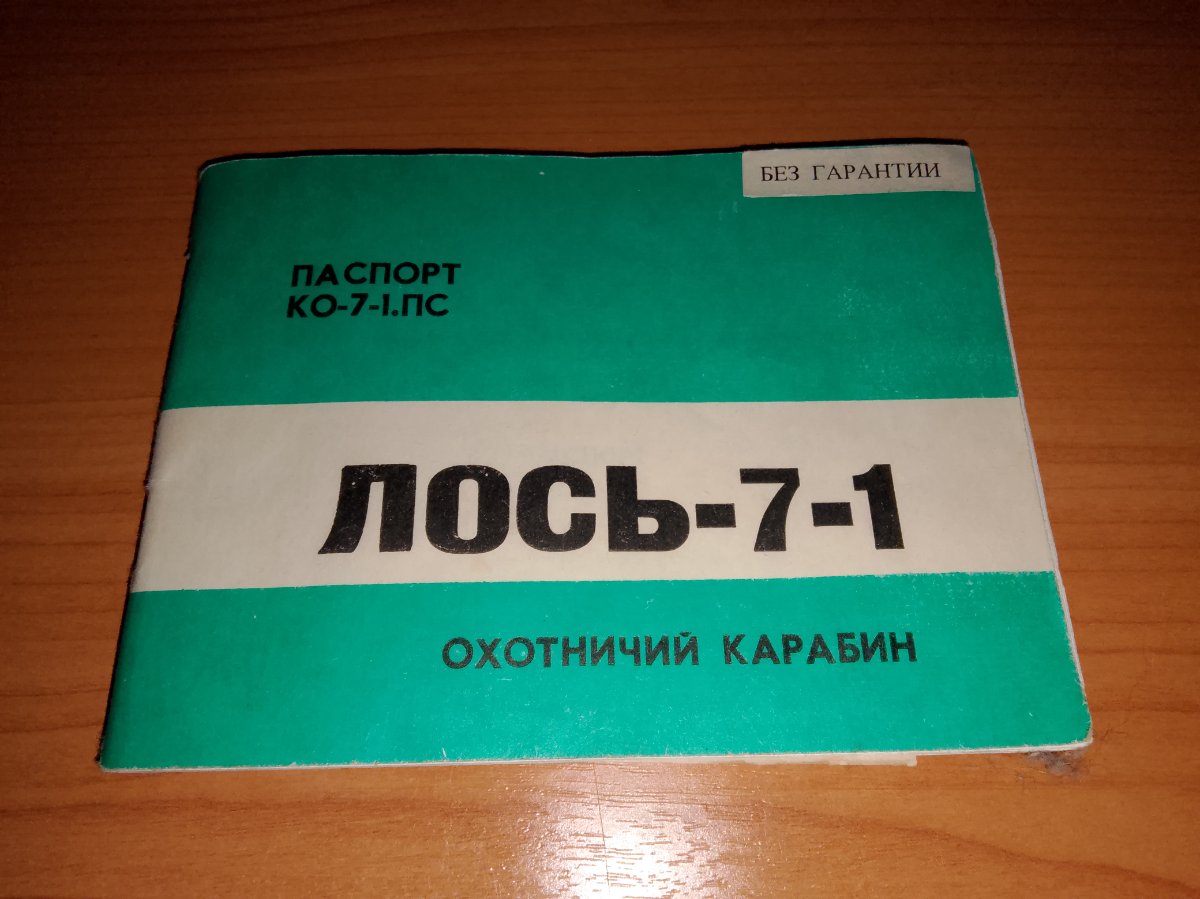 БЕЗ ГАРАНТИИ
ПАСПОРТ
КО-7-1.ПС
ЛОСЬ-7-1
ОХОТНИЧИЙ КАРАБИН